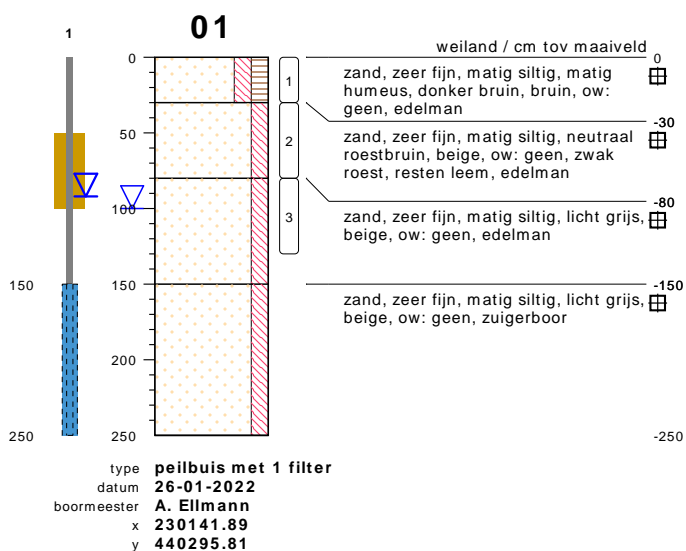 1
01
weiland / cm tov maaiveld
0
0
1
zand, zeer fijn, matig siltig, matig
humeus, donker bruin, bruin, ow:
geen, edelman
-30
50
2
zand, zeer fijn, matig siltig, neutraal
roestbruin, beige, ow: geen, zwak
roest, resten leem, edelman
-80
100
3
zand, zeer fijn, matig siltig, licht grijs,
beige, ow: geen, edelman
150
150
-150
zand, zeer fijn, matig siltig, licht grijs,
beige, ow: geen, zuigerboor
200
250
250
-250
type peilbuis met 1 filter
datum 26-01-2022
boormeester A. Ellmann
x 230141.89
y 440295.81